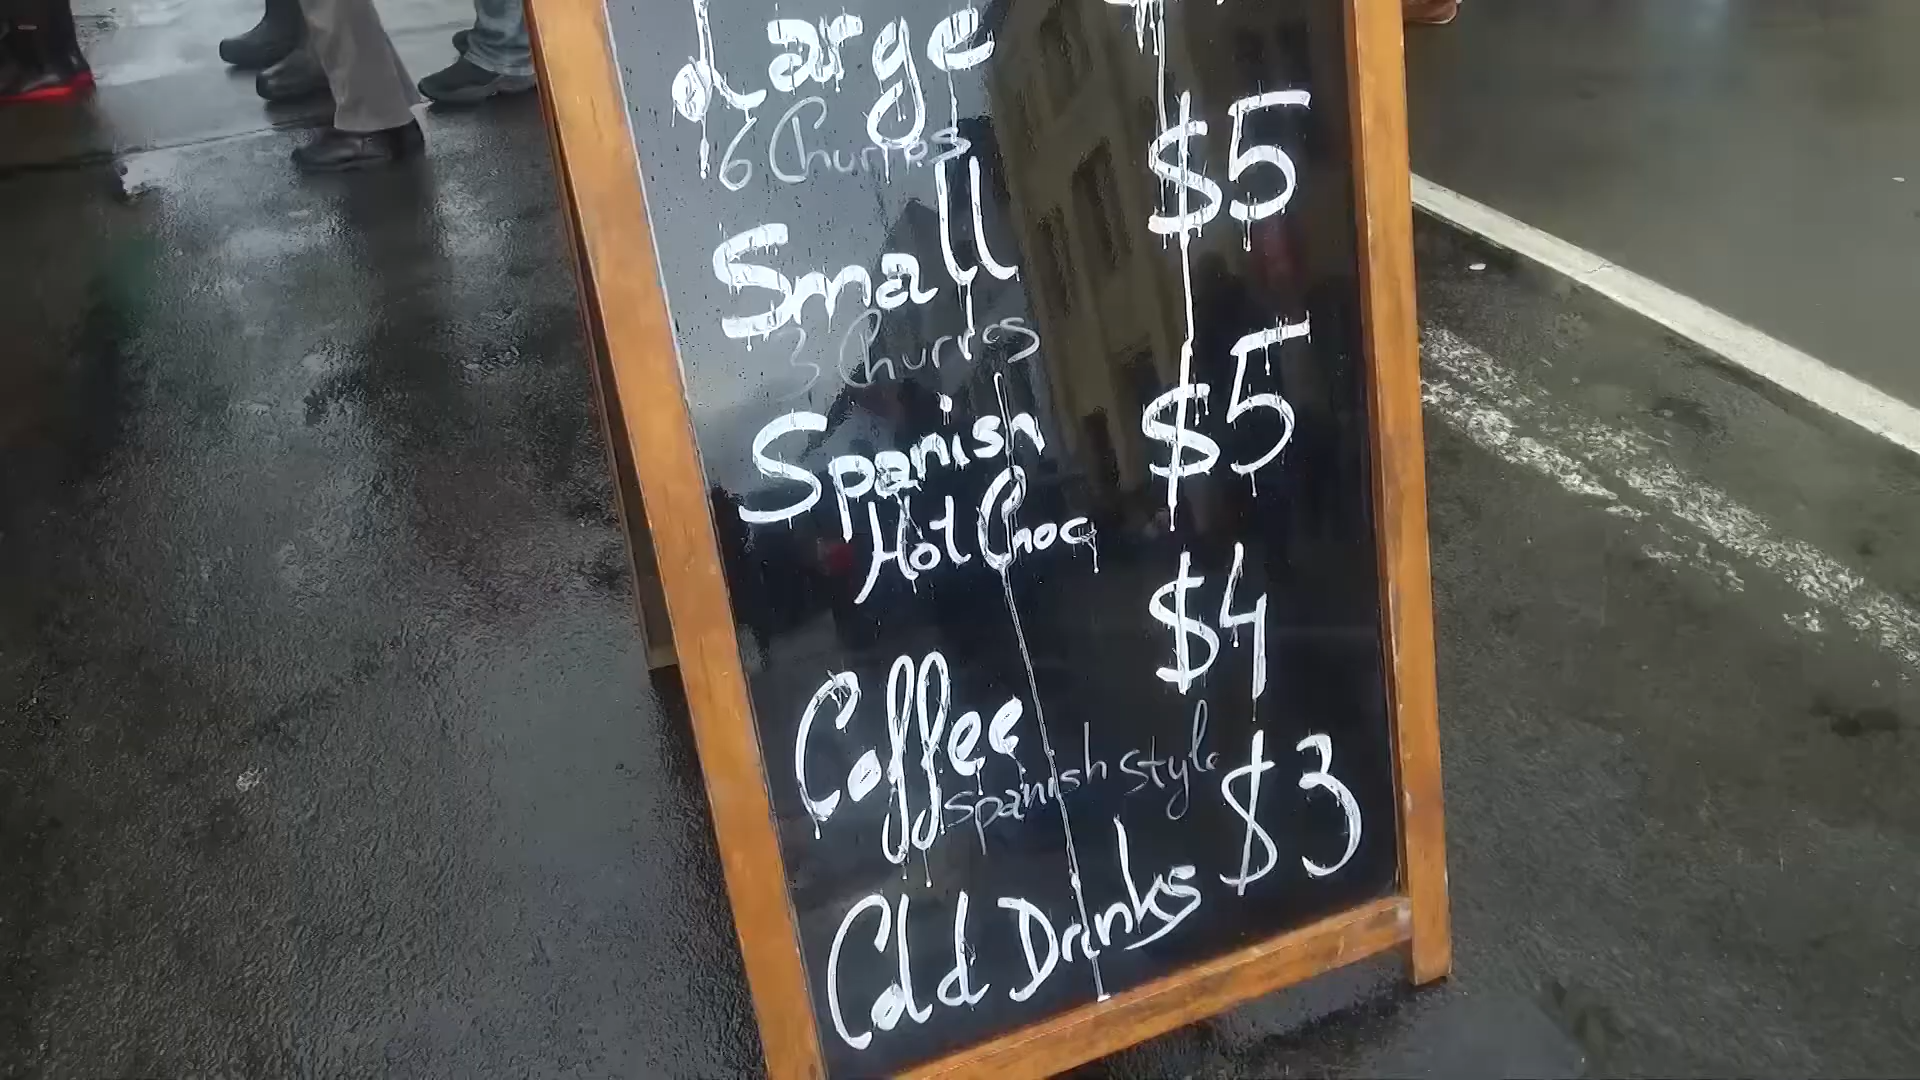 Large
6 Churros
$5
Small
3 Churros
$5
Spanish
Hot Choc
$4
Coffee
Spanish Style
$3
Cold Drinks